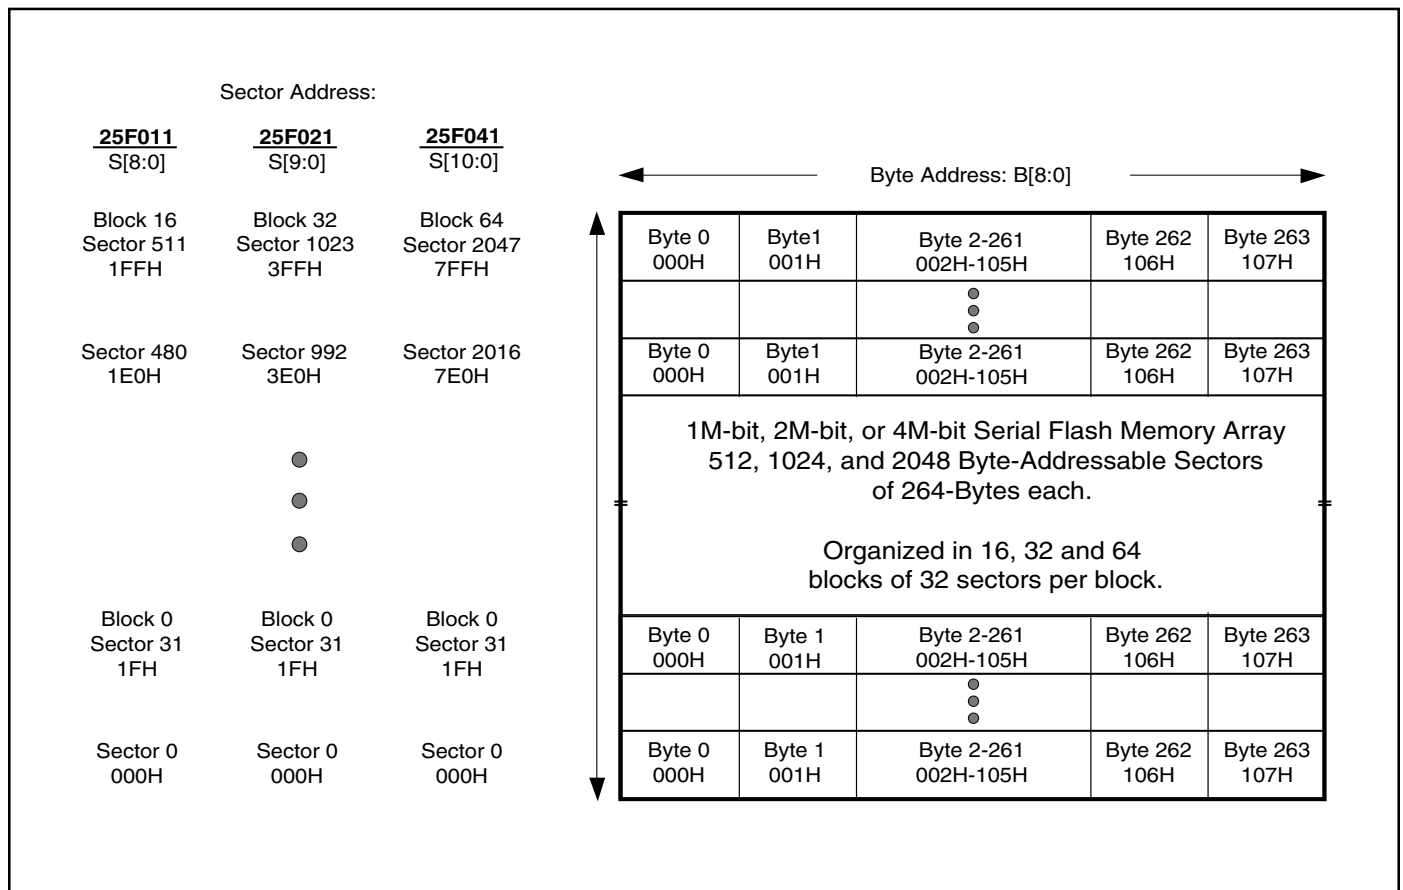 Sector Address:
25F011 25F021 25F041
S[8:0] S[9:0] S[10:0]
Byte Address: B[8:0]
Block 16 Block 32 Block 64
Sector 511 Sector 1023 Sector 2047
1FFH 3FFH 7FFH
Byte 0 Byte1 Byte 2-261 Byte 262 Byte 263
000H 001H 002H-105H 106H 107H
Sector 480 Sector 992 Sector 2016
1E0H 3E0H 7E0H
Byte 0 Byte1 Byte 2-261 Byte 262 Byte 263
000H 001H 002H-105H 106H 107H
1M-bit, 2M-bit, or 4M-bit Serial Flash Memory Array
512, 1024, and 2048 Byte-Addressable Sectors
of 264-Bytes each.
Organized in 16, 32 and 64
blocks of 32 sectors per block.
Block 0 Block 0 Block 0
Sector 31 Sector 31 Sector 31
1FH 1FH 1FH
Byte 0 Byte 1 Byte 2-261 Byte 262 Byte 263
000H 001H 002H-105H 106H 107H
Sector 0 Sector 0 Sector 0
000H 000H 000H
Byte 0 Byte 1 Byte 2-261 Byte 262 Byte 263
000H 001H 002H-105H 106H 107H